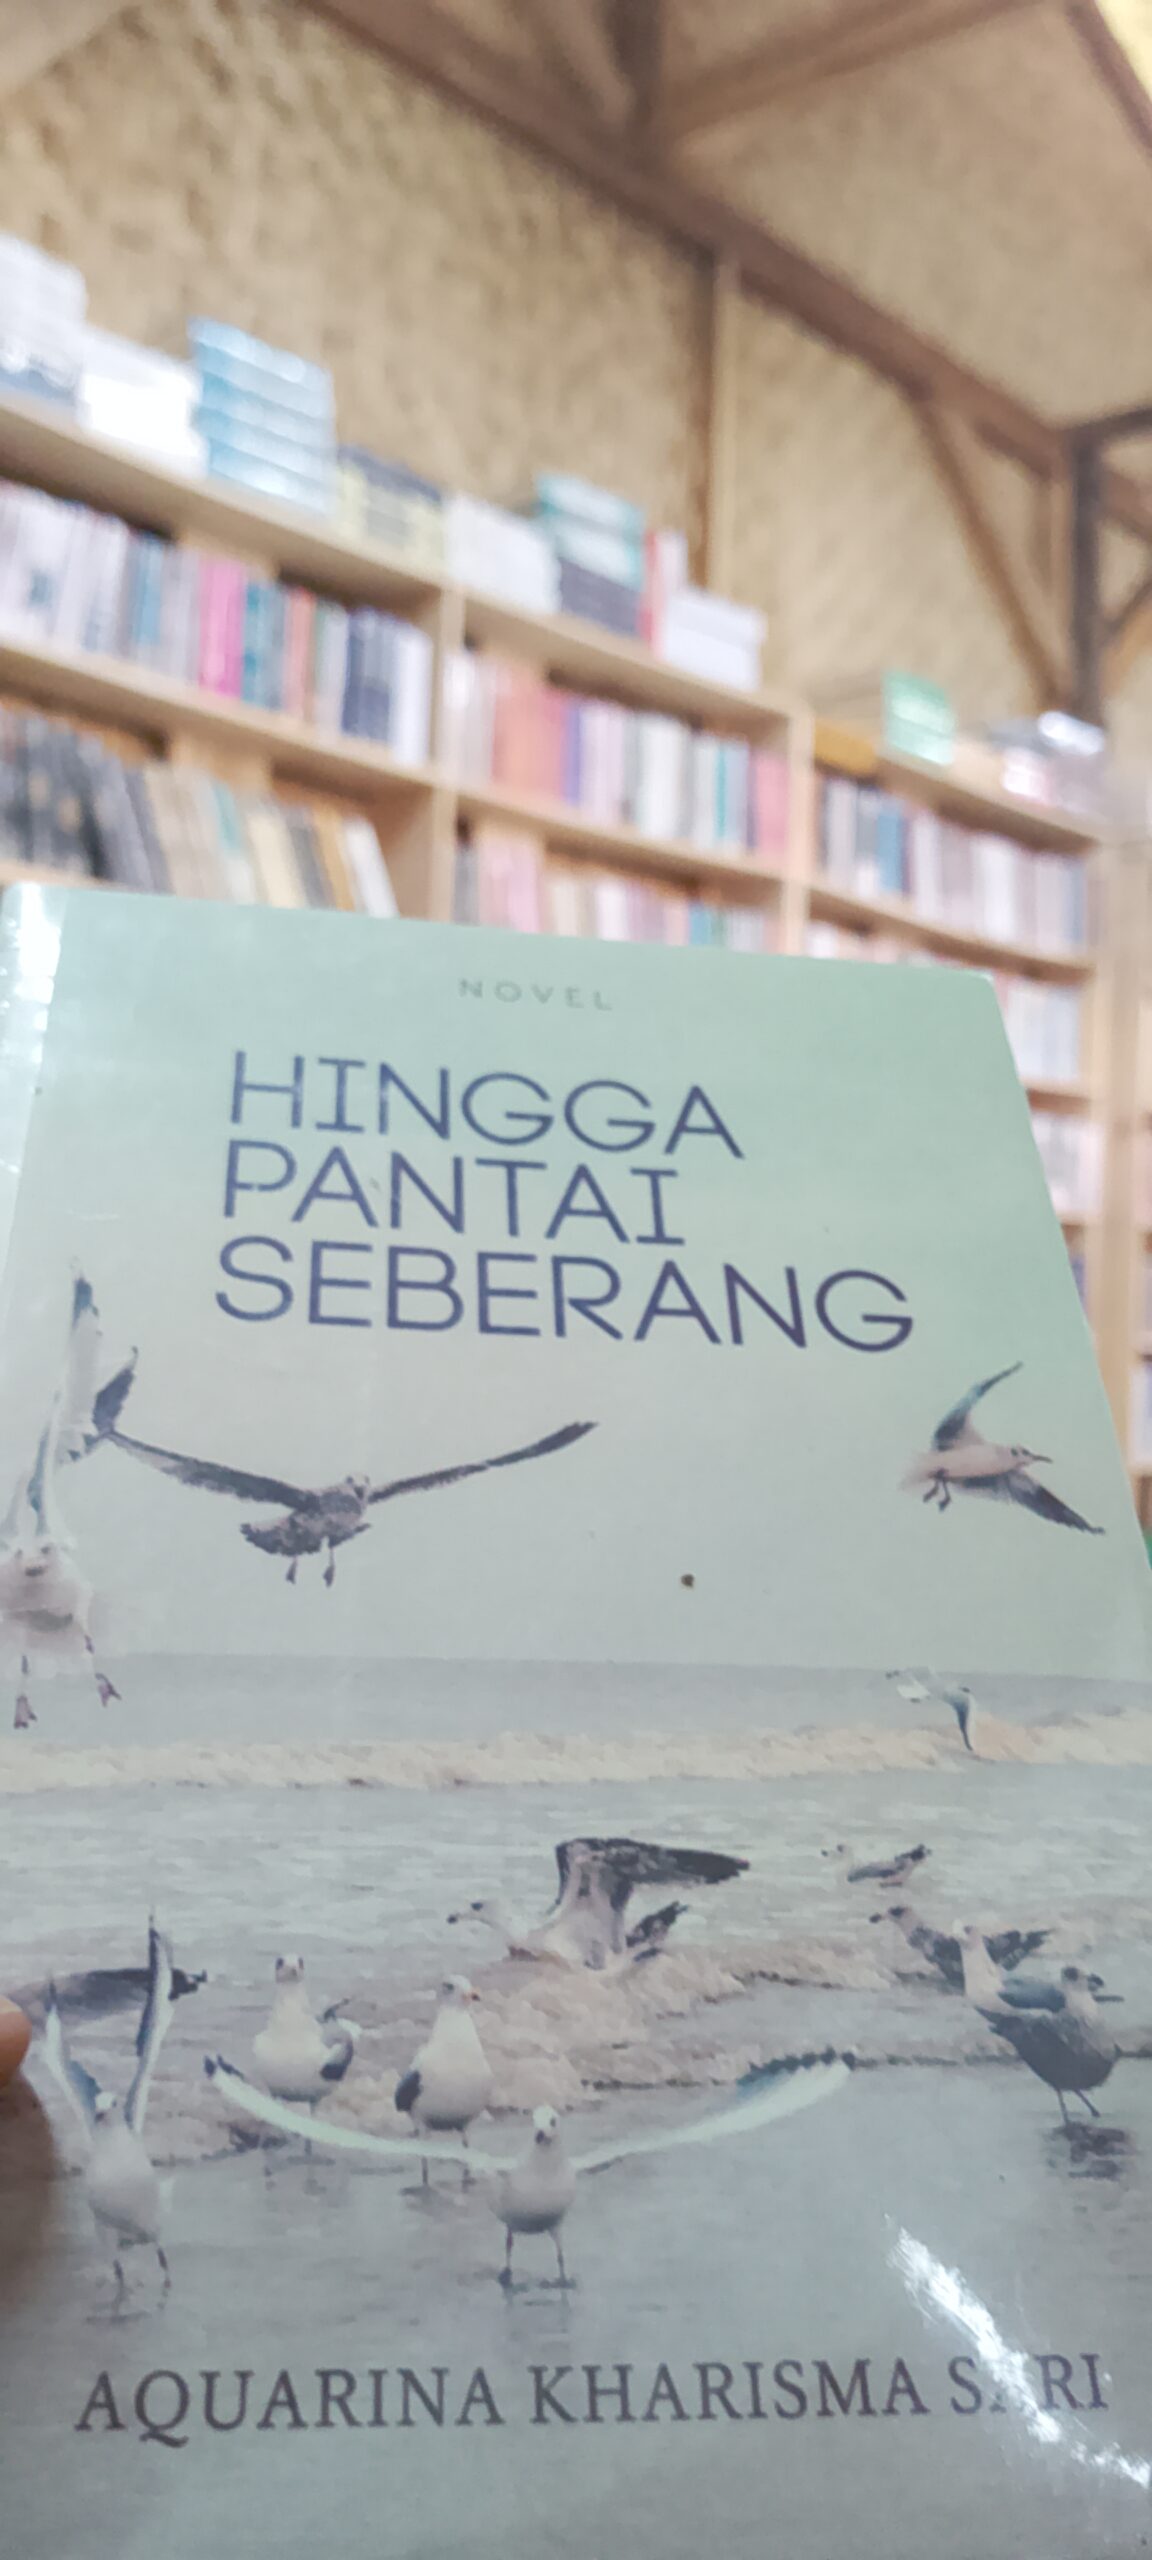 NOVEL
HINGGA
PANTAI
SEBERANG
AQUARINA KHARISMA SARI